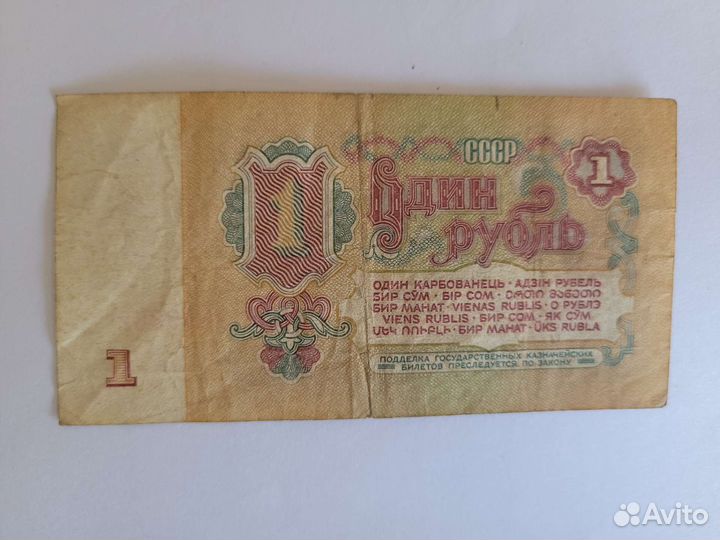 СССР
1
1
Один
рубль
ОДИН КАРБОВАНЕЦЬ · АДЗІН РУБЕЛЬ
БИР СЎМ · БІР СОМ · ᲔᲠᲗᲘ ᲛᲐᲜᲔᲗᲘ
БИР МАНАТ · VIENAS RUBLIS · О РУБЛЭ
VIENS RUBLIS · БИР СОМ · ЯК СЎМ
ՄԵԿ ՌՈՒԲԼԻ · БИР МАНАТ · ÜKS RUBLA
ПОДДЕЛКА ГОСУДАРСТВЕННЫХ КАЗНАЧЕЙСКИХ
БИЛЕТОВ ПРЕСЛЕДУЕТСЯ ПО ЗАКОНУ
1
Avito